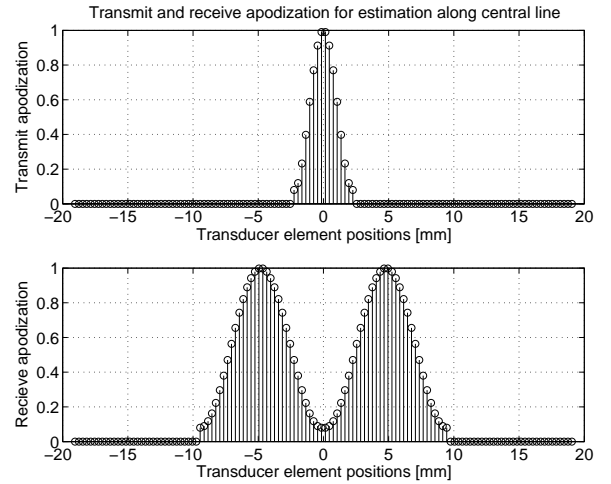 Transmit and receive apodization for estimation along central line
Transmit apodization
1
0.8
0.6
0.4
0.2
0
−20 −15 −10 −5 0 5 10 15 20
Transducer element positions [mm]
Recieve apodization
1
0.8
0.6
0.4
0.2
0
−20 −15 −10 −5 0 5 10 15 20
Transducer element positions [mm]